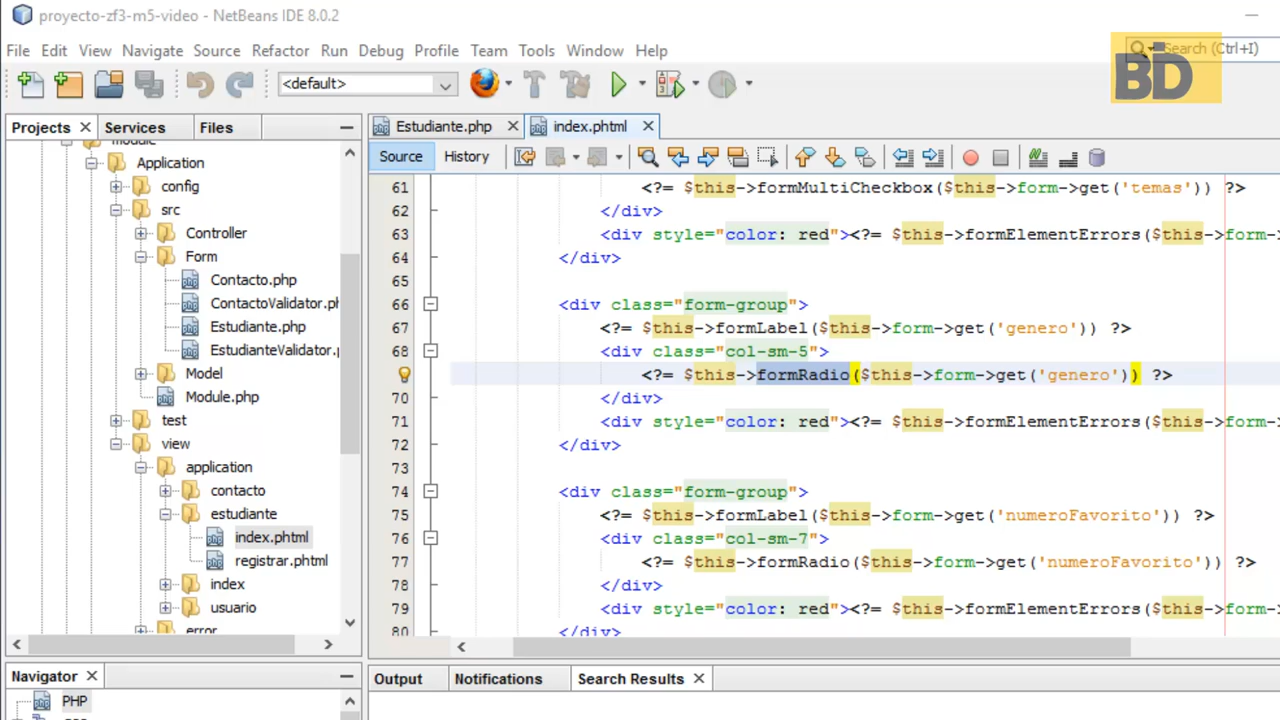 proyecto-zf3-m5-video - NetBeans IDE 8.0.2
File Edit View Navigate Source Refactor Run Debug Profile Team Tools Window Help
Search (Ctrl+I)
BD
<default>
Projects Services Files
Estudiante.php index.phtml
Source History
module
Application
config
src
Controller
Form
Contacto.php
ContactoValidator.ph
Estudiante.php
EstudianteValidator.p
Model
Module.php
test
view
application
contacto
estudiante
index.phtml
registrar.phtml
index
usuario
error
61 <?= $this->formMultiCheckbox($this->form->get('temas')) ?>
62 </div>
63 <div style="color: red"><?= $this->formElementErrors($this->form-
64 </div>
65
66 <div class="form-group">
67 <?= $this->formLabel($this->form->get('genero')) ?>
68 <div class="col-sm-5">
<?= $this->formRadio($this->form->get('genero')) ?>
70 </div>
71 <div style="color: red"><?= $this->formElementErrors($this->form-
72 </div>
73
74 <div class="form-group">
75 <?= $this->formLabel($this->form->get('numeroFavorito')) ?>
76 <div class="col-sm-7">
77 <?= $this->formRadio($this->form->get('numeroFavorito')) ?>
78 </div>
79 <div style="color: red"><?= $this->formElementErrors($this->form-
80 </div>
Navigator
PHP
Output Notifications Search Results